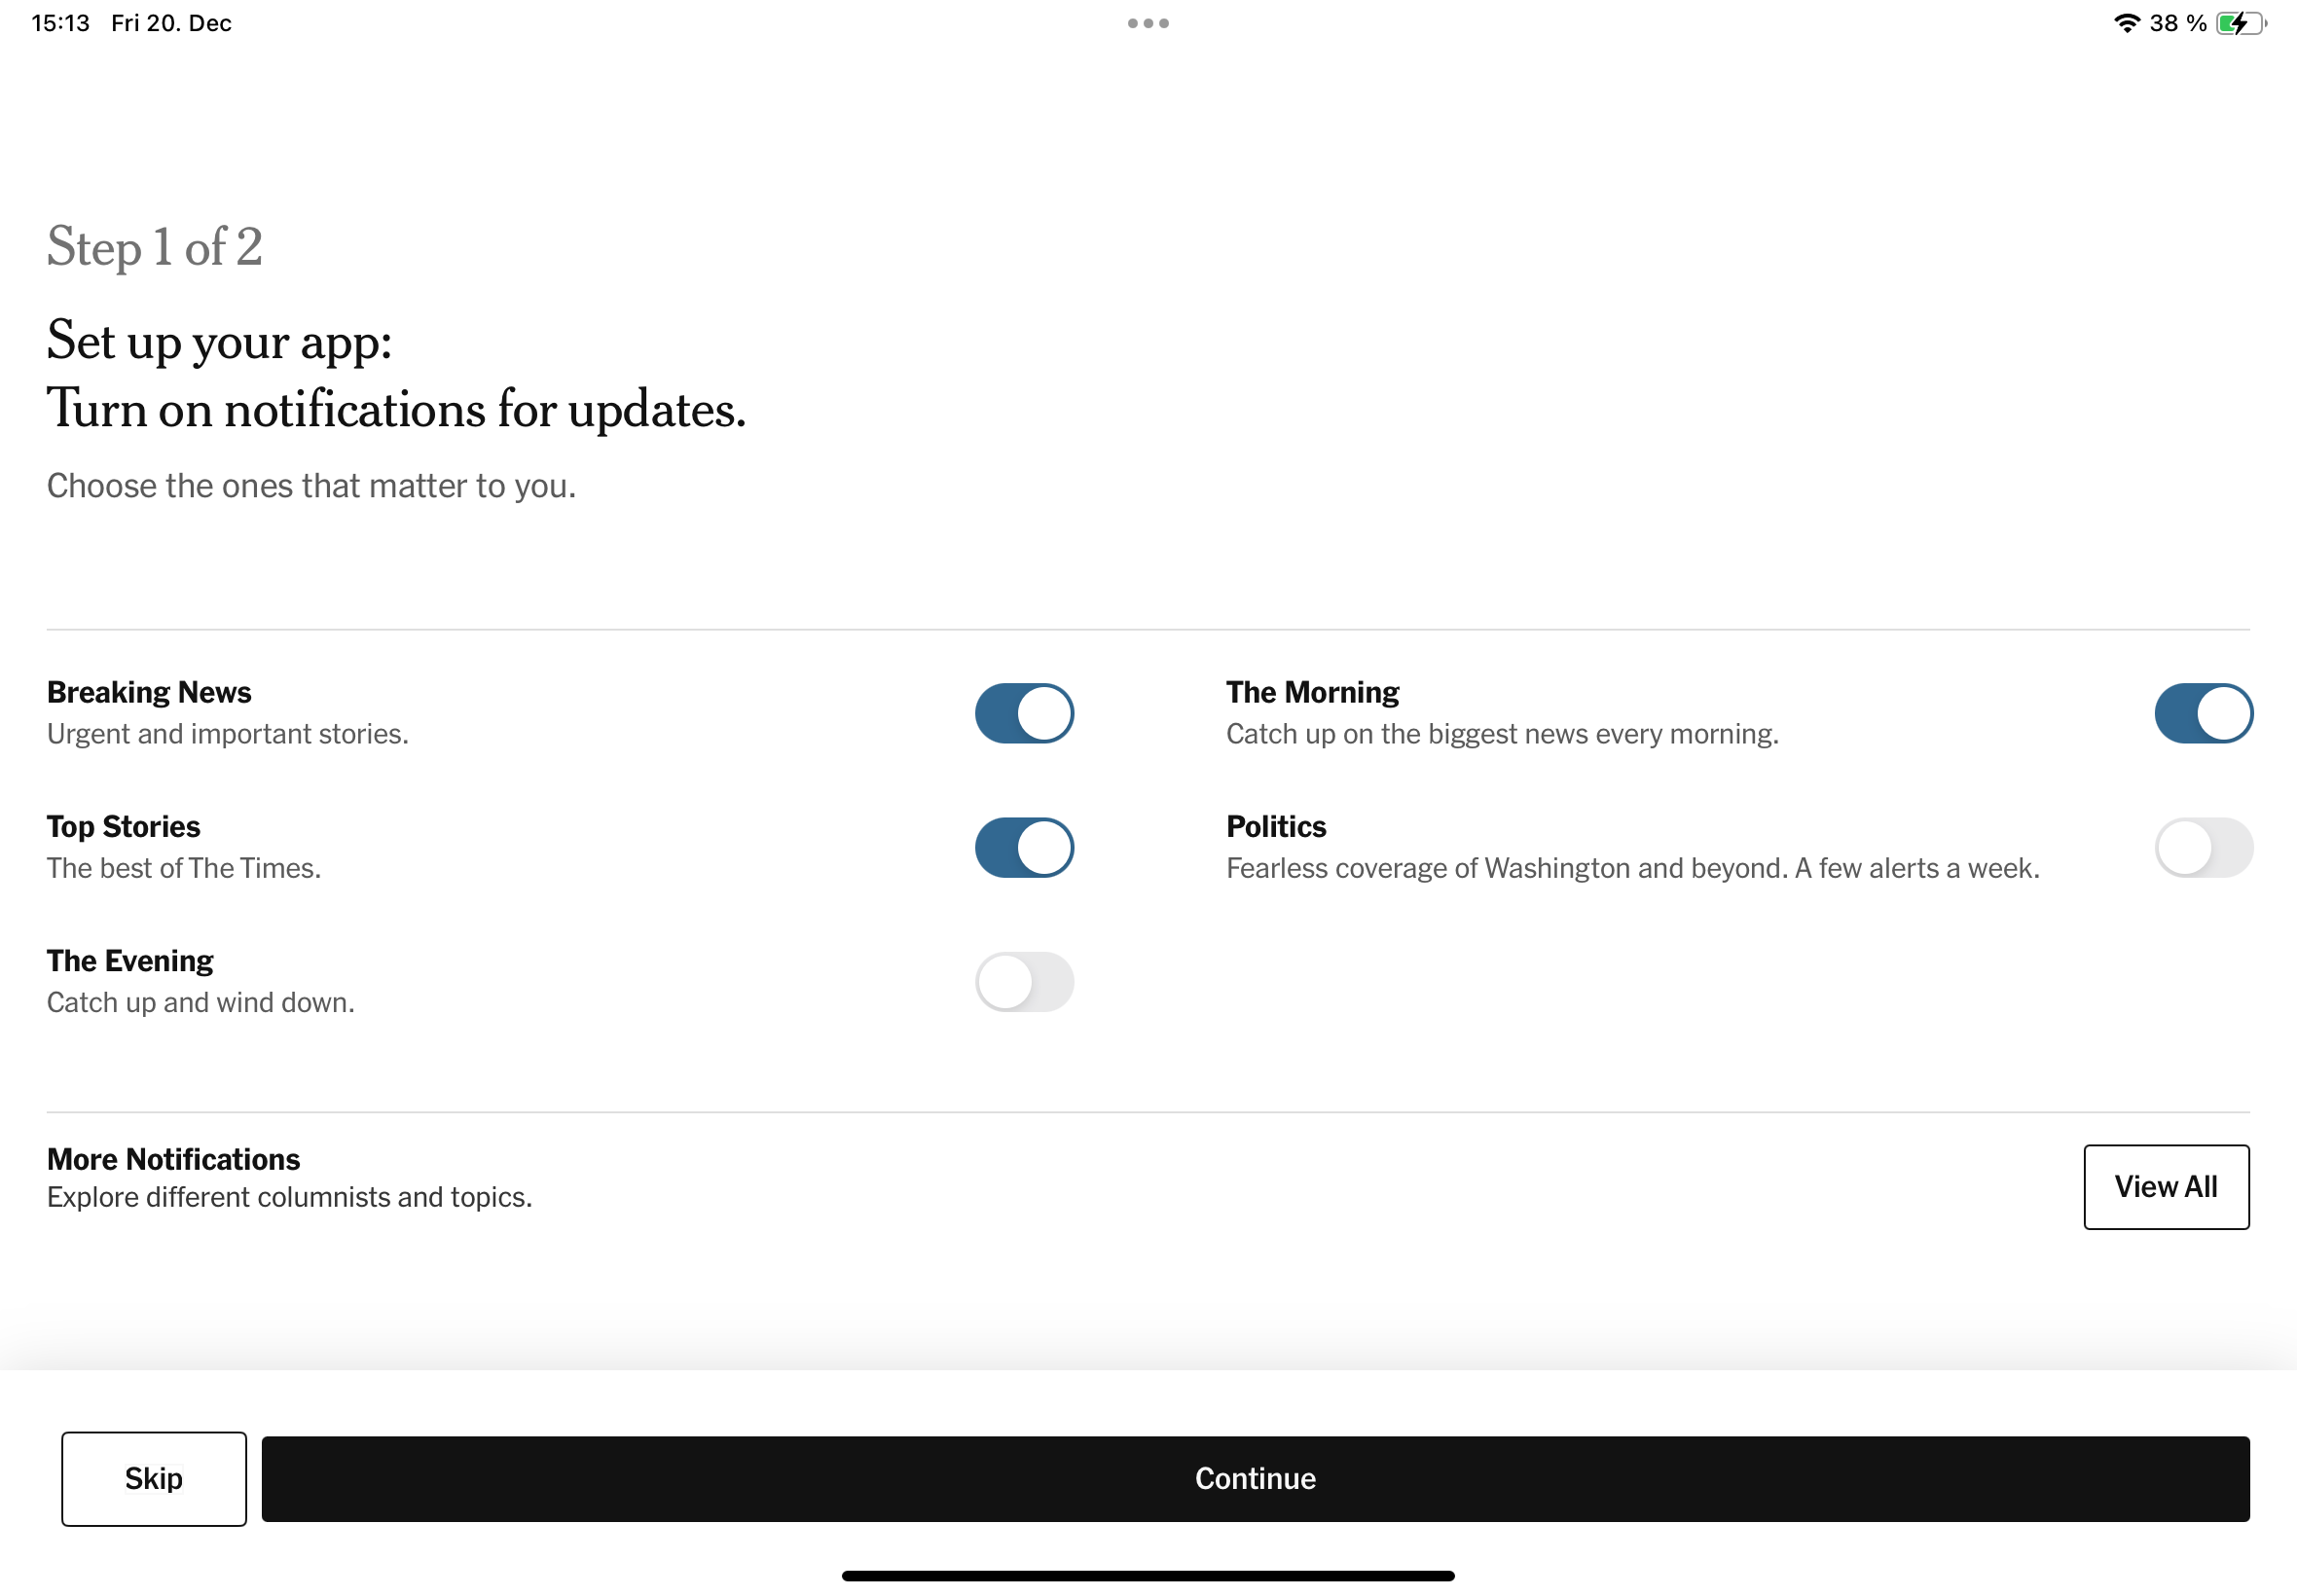 15:13 Fri 20. Dec
38 %
Step 1 of 2
Set up your app:
Turn on notifications for updates.
Choose the ones that matter to you.
Breaking News
Urgent and important stories.
The Morning
Catch up on the biggest news every morning.
Top Stories
The best of The Times.
Politics
Fearless coverage of Washington and beyond. A few alerts a week.
The Evening
Catch up and wind down.
More Notifications
Explore different columnists and topics.
View All
Skip
Continue